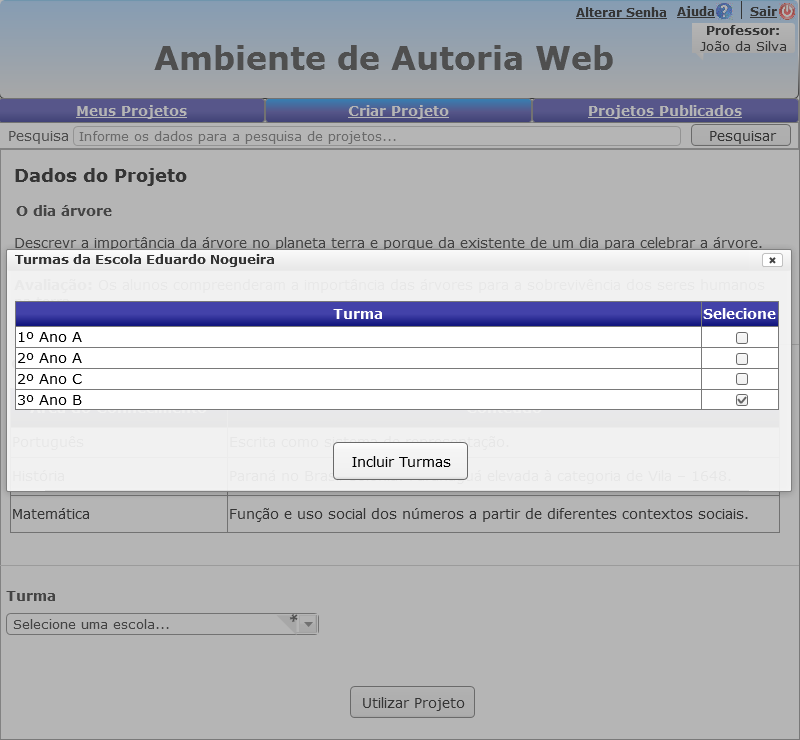 Alterar Senha Ajuda ? Sair
Professor:
João da Silva
Ambiente de Autoria Web
Meus Projetos Criar Projeto Projetos Publicados
Pesquisa Informe os dados para a pesquisa de projetos... Pesquisar
Dados do Projeto
O dia árvore
Descrevr a importância da árvore no planeta terra e porque da existente de um dia para celebrar a árvore.
Turmas da Escola Eduardo Nogueira
Avaliação: Os alunos compreenderam a importância das árvores para a sobrevivência dos seres humanos
Turma Selecione
1º Ano A
2º Ano A
2º Ano C
3º Ano B
Português Escrita como sistema de representação.
Incluir Turmas
História Paraná no Bras elevada à categoria de Vila – 1648.
Matemática Função e uso social dos números a partir de diferentes contextos sociais.
Turma
Selecione uma escola... *
Utilizar Projeto